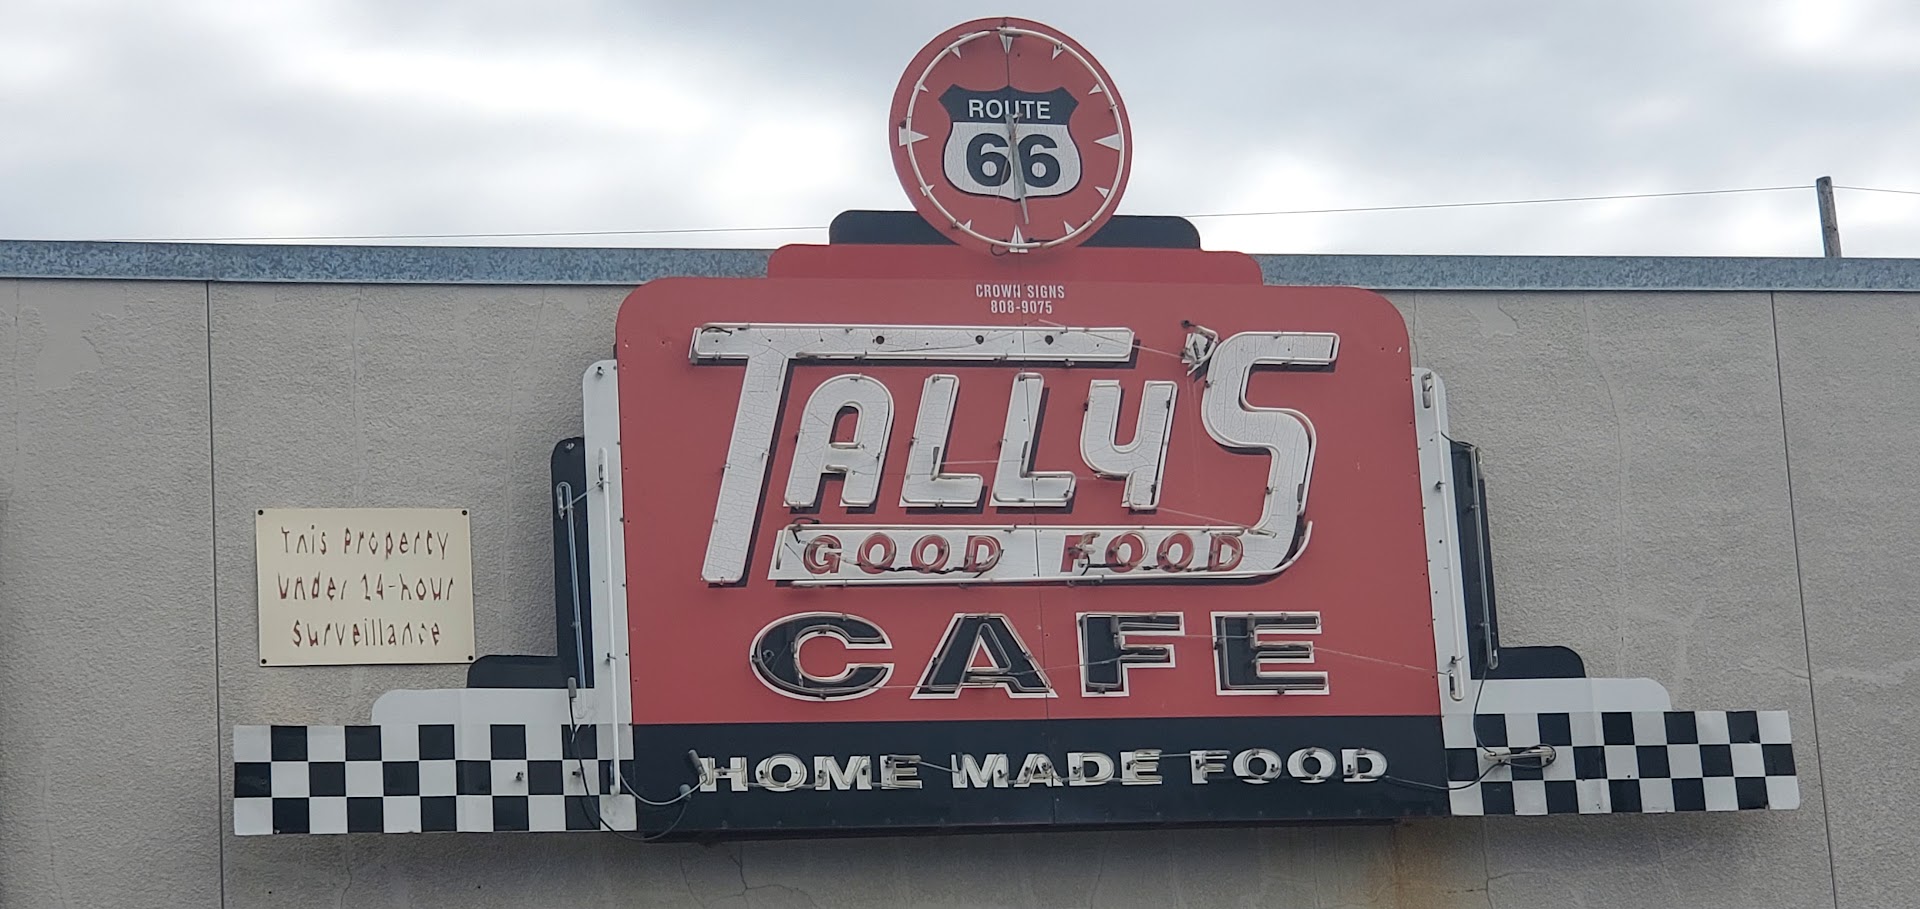 ROUTE
66
CROWN SIGNS
808-9075
TALLY'S
GOOD FOOD
CAFE
HOME MADE FOOD
This Property
Under 24-hour
Surveillance